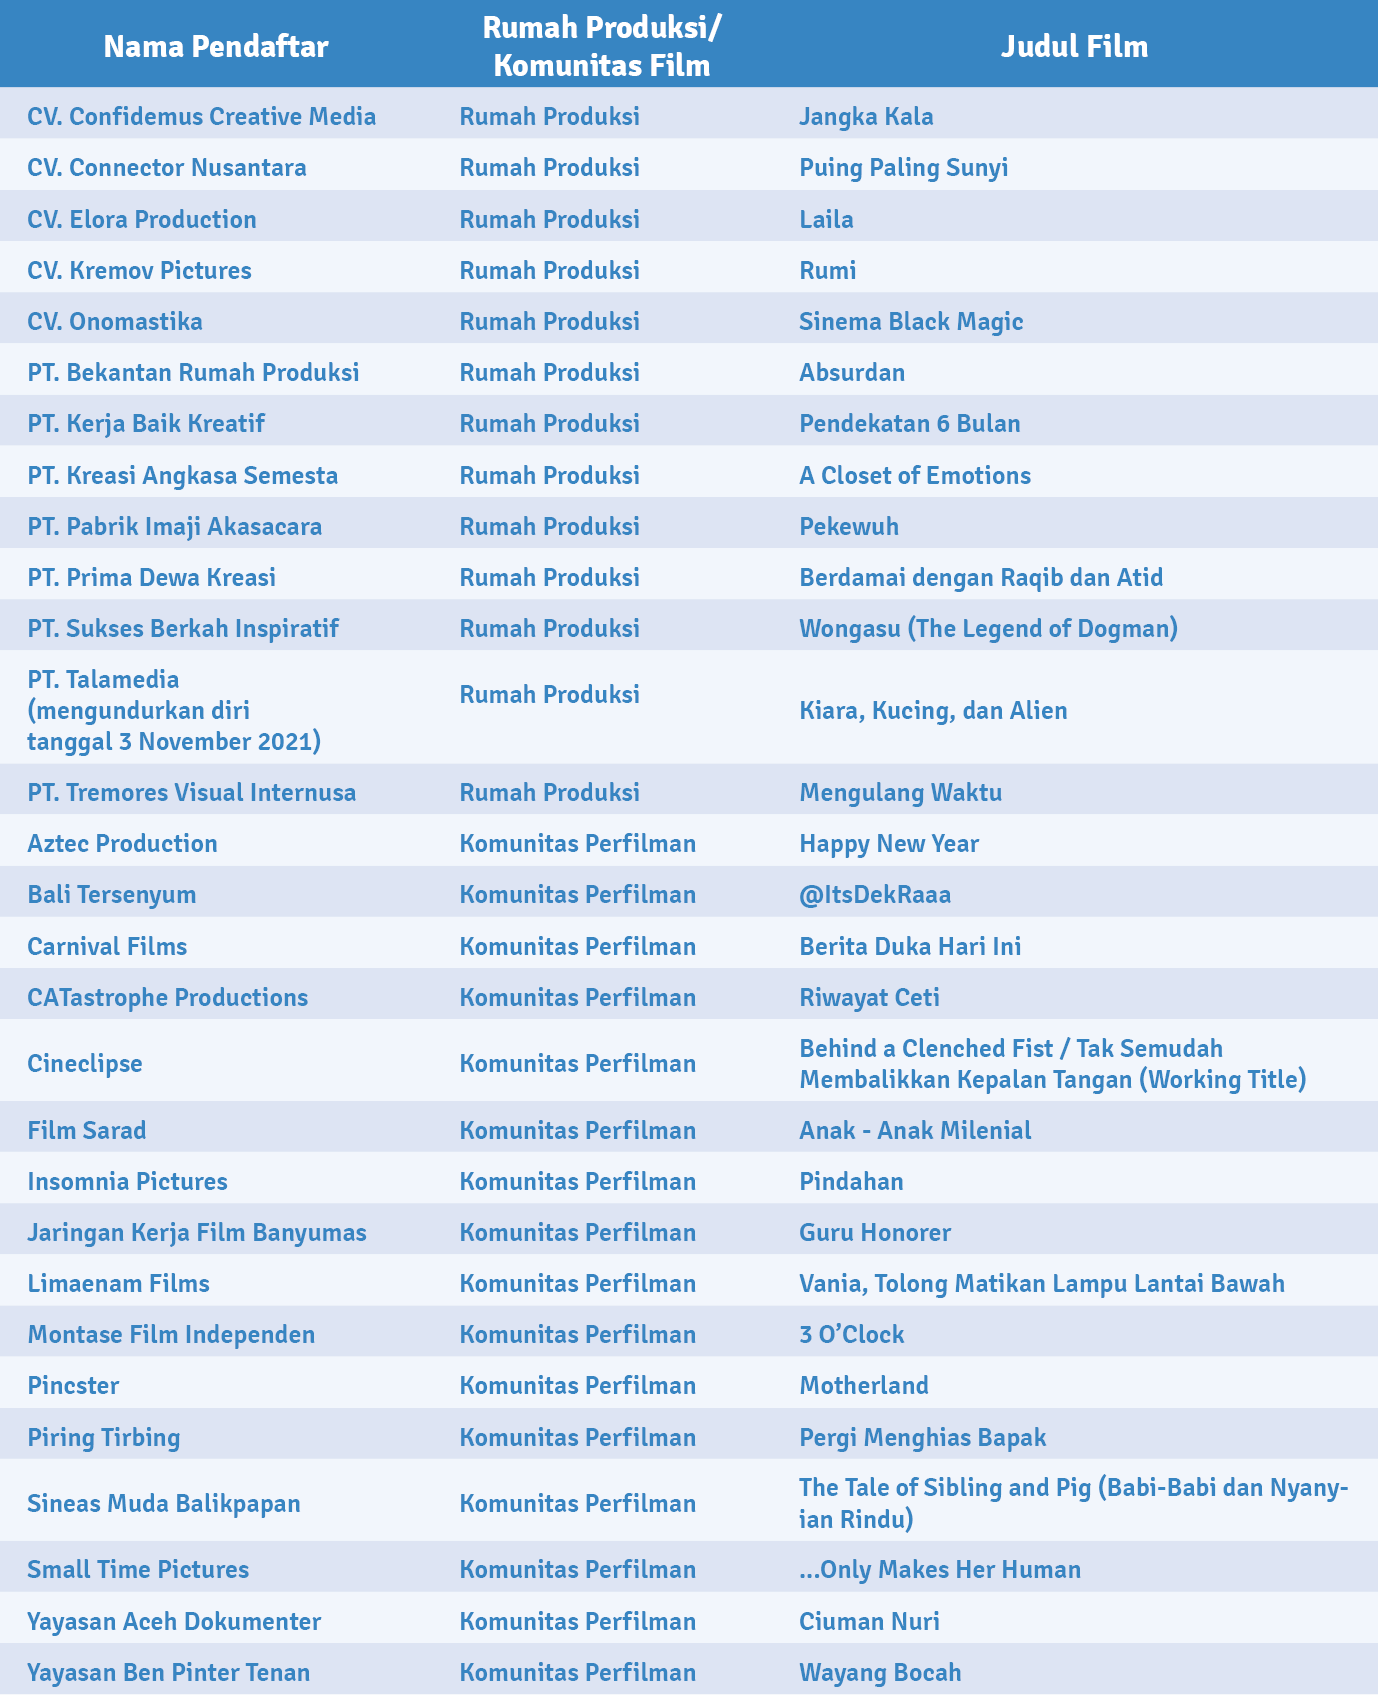 Nama Pendaftar Rumah Produksi/ Komunitas Film Judul Film
CV. Confidemus Creative Media Rumah Produksi Jangka Kala
CV. Connector Nusantara Rumah Produksi Puing Paling Sunyi
CV. Elora Production Rumah Produksi Laila
CV. Kremov Pictures Rumah Produksi Rumi
CV. Onomastika Rumah Produksi Sinema Black Magic
PT. Bekantan Rumah Produksi Rumah Produksi Absurdan
PT. Kerja Baik Kreatif Rumah Produksi Pendekatan 6 Bulan
PT. Kreasi Angkasa Semesta Rumah Produksi A Closet of Emotions
PT. Pabrik Imaji Akasacara Rumah Produksi Pekewuh
PT. Prima Dewa Kreasi Rumah Produksi Berdamai dengan Raqib dan Atid
PT. Sukses Berkah Inspiratif Rumah Produksi Wongasu (The Legend of Dogman)
PT. Talamedia
(mengundurkan diri
tanggal 3 November 2021) Rumah Produksi Kiara, Kucing, dan Alien
PT. Tremores Visual Internusa Rumah Produksi Mengulang Waktu
Aztec Production Komunitas Perfilman Happy New Year
Bali Tersenyum Komunitas Perfilman @ItsDekRaaa
Carnival Films Komunitas Perfilman Berita Duka Hari Ini
CATastrophe Productions Komunitas Perfilman Riwayat Ceti
Cineclipse Komunitas Perfilman Behind a Clenched Fist / Tak Semudah
Membalikkan Kepalan Tangan (Working Title)
Film Sarad Komunitas Perfilman Anak - Anak Milenial
Insomnia Pictures Komunitas Perfilman Pindahan
Jaringan Kerja Film Banyumas Komunitas Perfilman Guru Honorer
Limaenam Films Komunitas Perfilman Vania, Tolong Matikan Lampu Lantai Bawah
Montase Film Independen Komunitas Perfilman 3 O’Clock
Pincster Komunitas Perfilman Motherland
Piring Tirbing Komunitas Perfilman Pergi Menghias Bapak
Sineas Muda Balikpapan Komunitas Perfilman The Tale of Sibling and Pig (Babi-Babi dan Nyany-
ian Rindu)
Small Time Pictures Komunitas Perfilman ...Only Makes Her Human
Yayasan Aceh Dokumenter Komunitas Perfilman Ciuman Nuri
Yayasan Ben Pinter Tenan Komunitas Perfilman Wayang Bocah